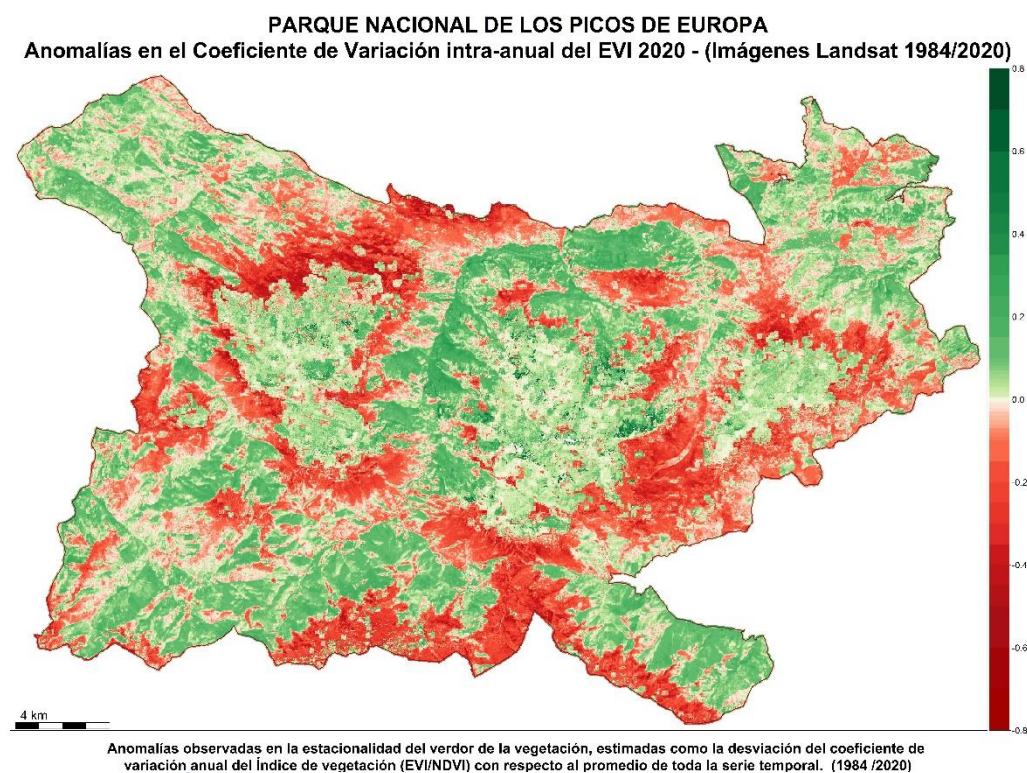 PARQUE NACIONAL DE LOS PICOS DE EUROPA
Anomalías en el Coeficiente de Variación intra-anual del EVI 2020 - (Imágenes Landsat 1984/2020)
0.8
0.6
0.4
0.2
0.0
-0.2
-0.4
-0.6
-0.8
4 km
Anomalías observadas en la estacionalidad del verdor de la vegetación, estimadas como la desviación del coeficiente de
variación anual del Índice de vegetación (EVI/NDVI) con respecto al promedio de toda la serie temporal. (1984 /2020)